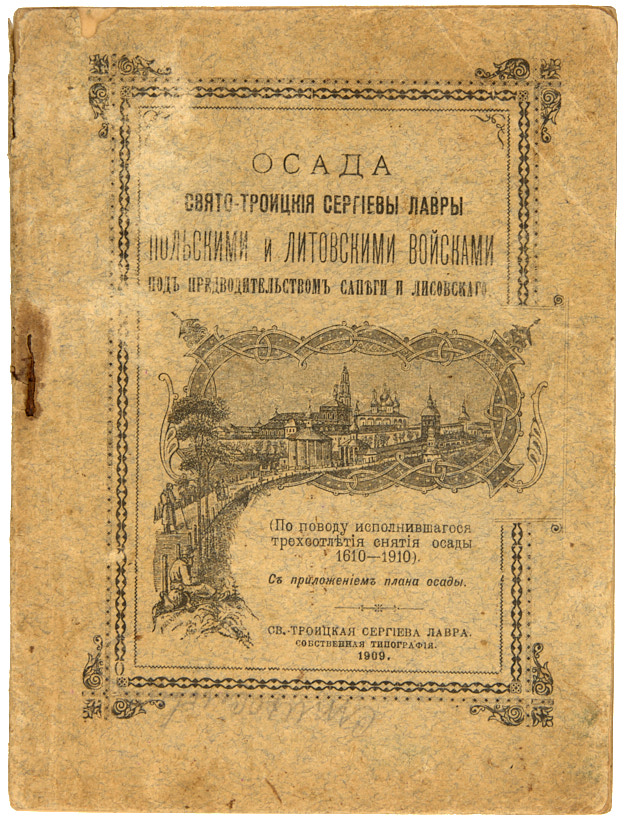 ОСАДА
СВЯТО-ТРОИЦКІЯ СЕРГІЕВЫ ЛАВРЫ
ПОЛЬСКИМИ и ЛИТОВСКИМИ ВОЙСКАМИ
ПОДЪ ПРЕДВОДИТЕЛЬСТВОМЪ САПѢГИ И ЛИСОВСКАГО.
(По поводу исполнившагося
трехсотлѣтія снятія осады
1610—1910).
Съ приложеніемъ плана осады.
СВ.-ТРОИЦКАЯ СЕРГІЕВА ЛАВРА.
СОБСТВЕННАЯ ТИПОГРАФІЯ.
1909.